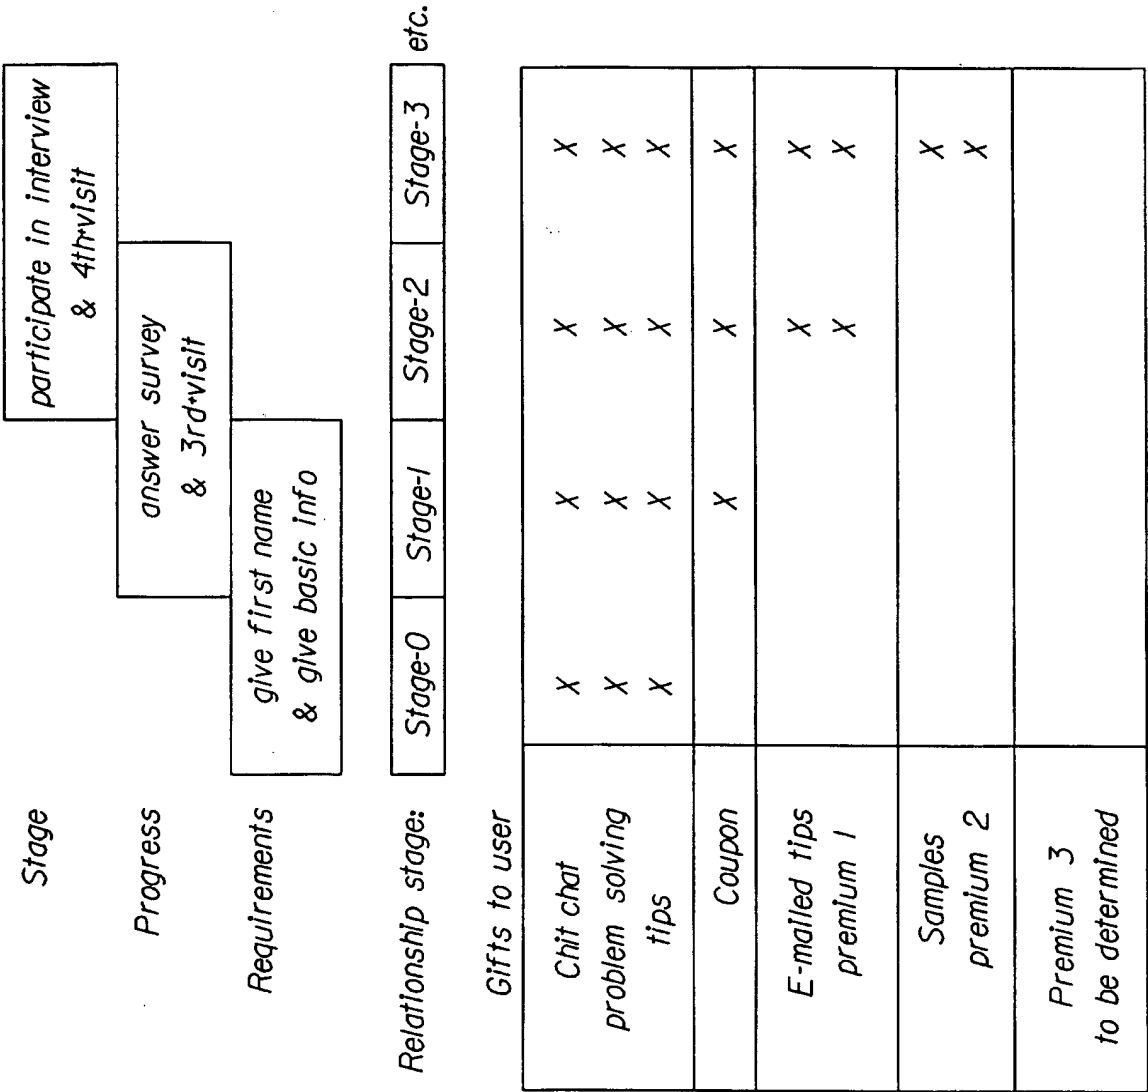 Stage
Progress
Requirements
participate in interview
& 4th•visit
answer survey
& 3rd•visit
give first name
& give basic info
Relationship stage:
Stage-0 Stage-1 Stage-2 Stage-3 etc.
Gifts to user
Chit chat X X X X
problem solving X X X X
tips X X X X
Coupon X X X
E-mailed tips X X
premium 1 X X
Samples X
premium 2 X
Premium 3
to be determined